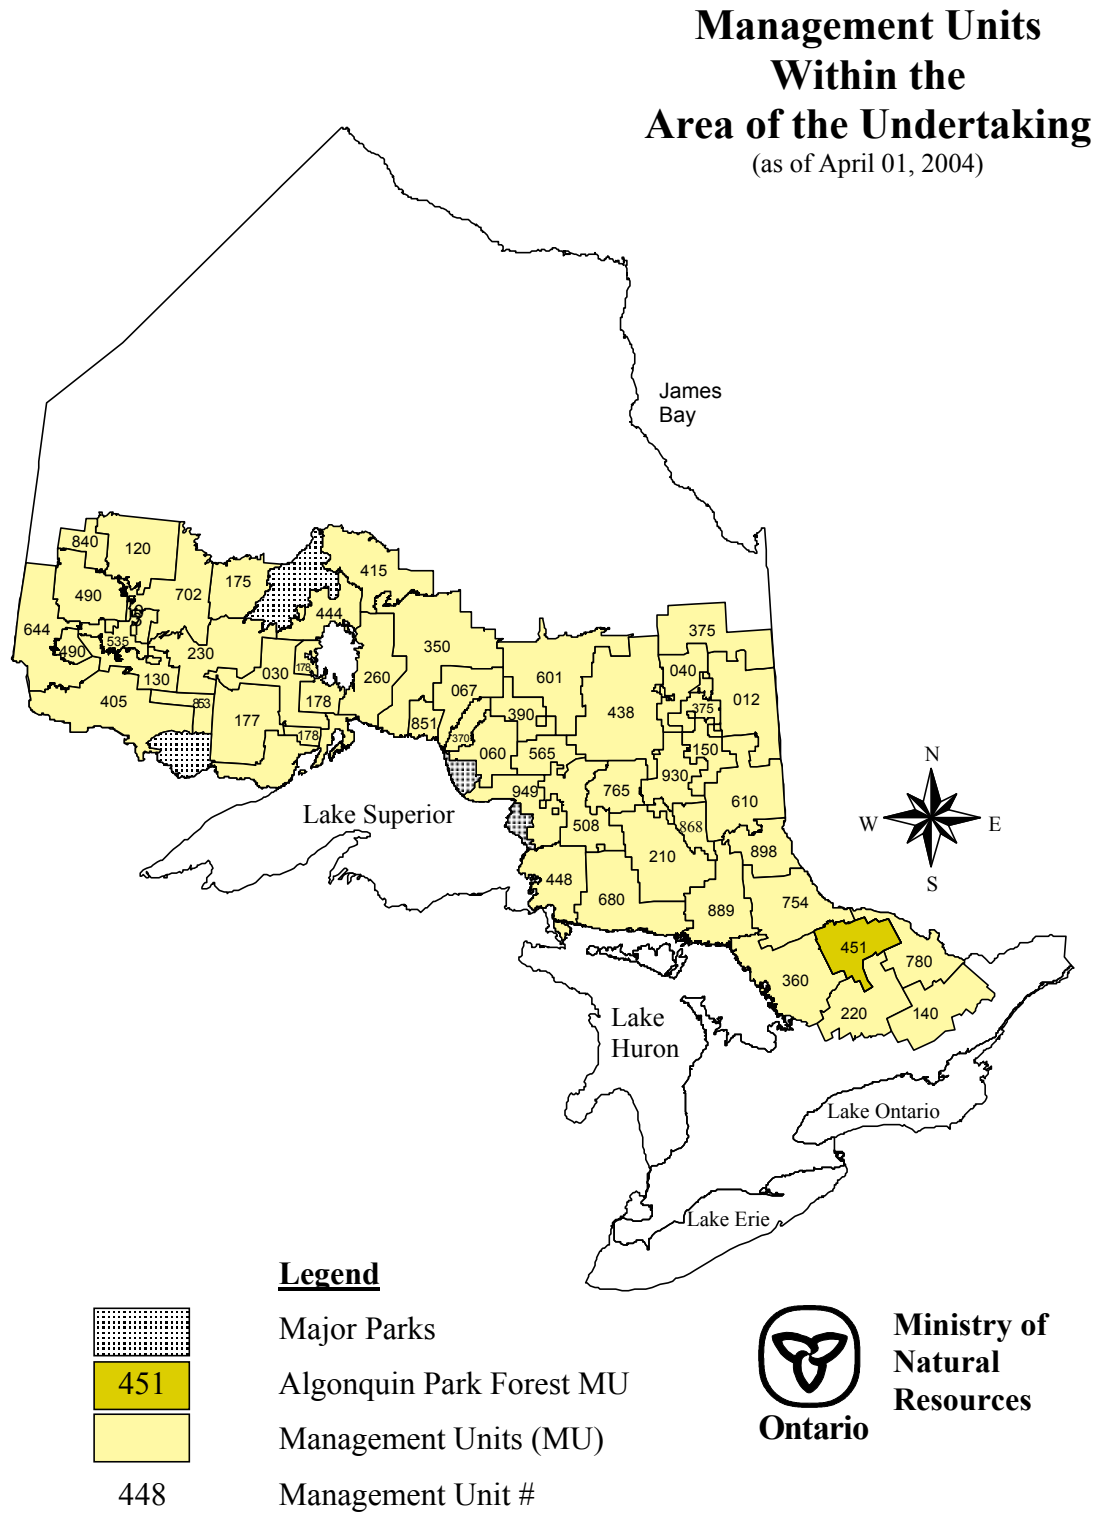 Management Units
Within the
Area of the Undertaking
(as of April 01, 2004)
James
Bay
840
120
415
175
490
702
444
644
375
535
350
490
230
040
030
178
601
260
130
067
012
405
853
178
375
390
438
177
851
178
370
150
060
565
930
949
765
610
Lake Superior
508
868
N
W
E
S
898
210
448
680
754
889
451
780
360
220
140
Lake
Huron
Lake Ontario
Lake Erie
Legend
Major Parks
451
Algonquin Park Forest MU
Management Units (MU)
448
Management Unit #
Ontario
Ministry of
Natural
Resources